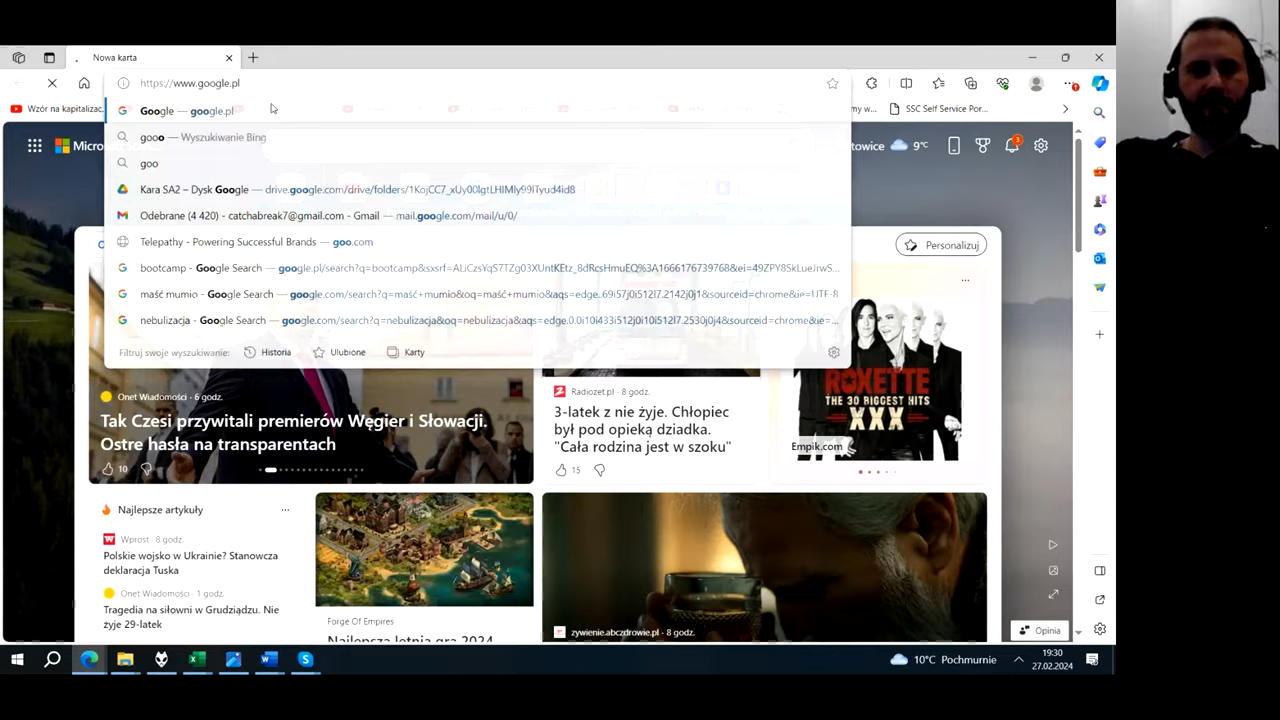 Nowa karta
https://www.google.pl
Wzór na kapitalizac...
my w...
SSC Self Service Por...
Google — google.pl
gooo — Wyszukiwanie Bing
goo
Kara SA2 – Dysk Google — drive.google.com/drive/folders/1KojCC7_xUy00lgtLHIMly99lTyud4id8
Odebrane (4 420) - catchabreak7@gmail.com - Gmail — mail.google.com/mail/u/0/
Telepathy - Powering Successful Brands — goo.com
bootcamp - Google Search — google.pl/search?q=bootcamp&sxsrf=ALiCzsYqS7TZg03XUntKEtz_8dRcsHmuEQ%3A1666176739768&ei=49ZPY8SkLueJrwS...
maść mumio - Google Search — google.com/search?q=maść+mumio&oq=maść+mumio&aqs=edge..69i57j0i512l7.2142j0j1&sourceid=chrome&ie=UTF-8
nebulizacja - Google Search — google.com/search?q=nebulizacja&oq=nebulizacja&aqs=edge.0.0i10i433i512j0i10i512l7.2530j0j4&sourceid=chrome&ie=...
Filtruj swoje wyszukiwanie:
Historia
Ulubione
Karty
9°C
3
Personalizuj
Onet Wiadomości · 6 godz.
Tak Czesi przywitali premierów Węgier i Słowacji.
Ostre hasła na transparentach
10
Radiozet.pl · 8 godz.
3-latek z nie żyje. Chłopiec
był pod opieką dziadka.
"Cała rodzina jest w szoku"
15
ROXETTE
THE 30 BIGGEST HITS
XXX
Empik.com
Najlepsze artykuły
Wprost · 8 godz.
Polskie wojsko w Ukrainie? Stanowcza
deklaracja Tuska
Onet Wiadomości · 1 godz.
Tragedia na siłowni w Grudziądzu. Nie
żyje 29-latek
Forge Of Empires
Najlepsza letnia gra 2024
zywienie.abczdrowie.pl · 8 godz.
Opinia
10°C Pochmurnie
19:30
27.02.2024